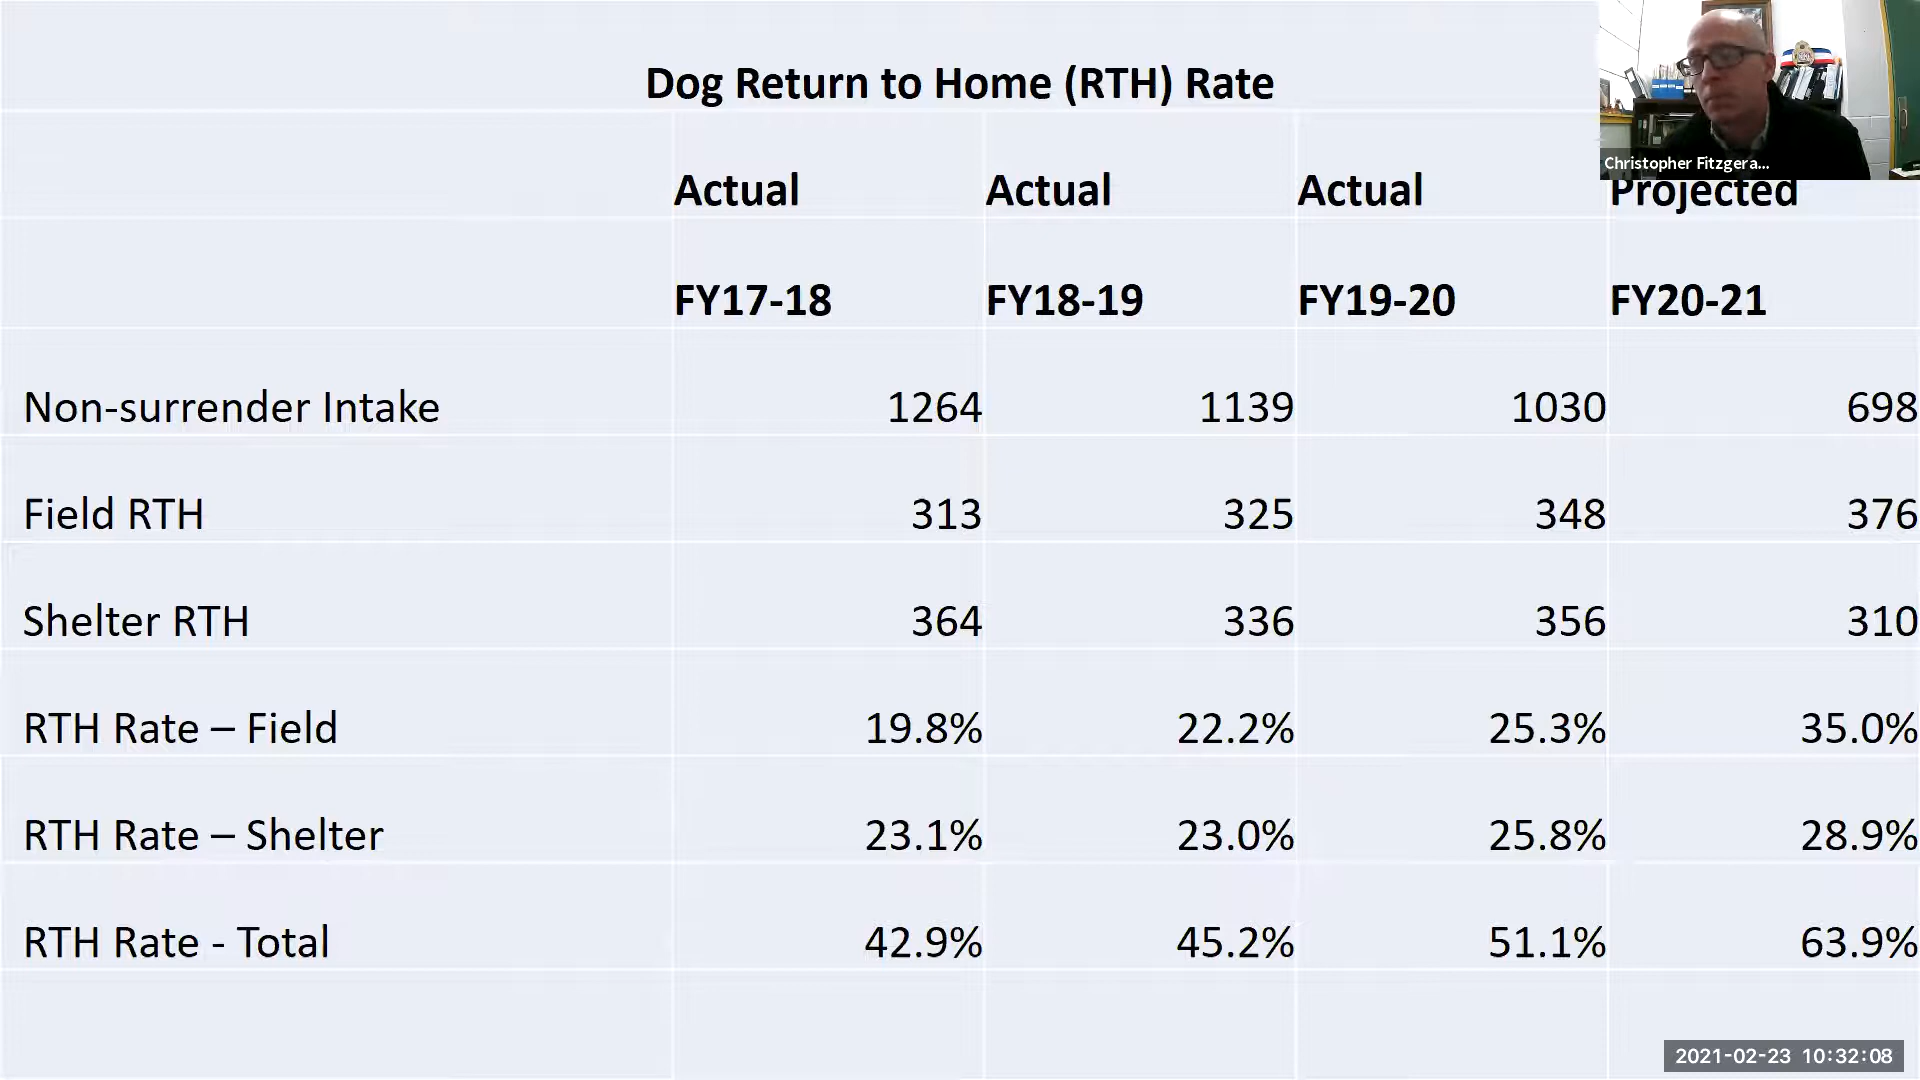 Dog Return to Home (RTH) Rate
Christopher Fitzgera...
Actual Actual Actual Projected
FY17-18 FY18-19 FY19-20 FY20-21
Non-surrender Intake 1264 1139 1030 698
Field RTH 313 325 348 376
Shelter RTH 364 336 356 310
RTH Rate – Field 19.8% 22.2% 25.3% 35.0%
RTH Rate – Shelter 23.1% 23.0% 25.8% 28.9%
RTH Rate - Total 42.9% 45.2% 51.1% 63.9%
2021-02-23 10:32:08